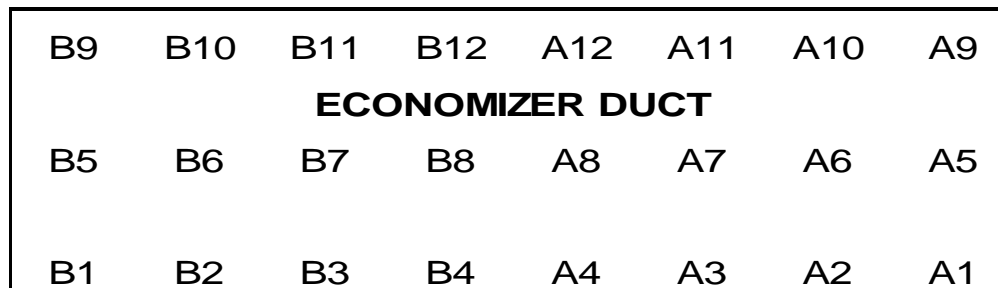 B9 B10 B11 B12 A12 A11 A10 A9
ECONOMIZER DUCT
B5 B6 B7 B8 A8 A7 A6 A5
B1 B2 B3 B4 A4 A3 A2 A1